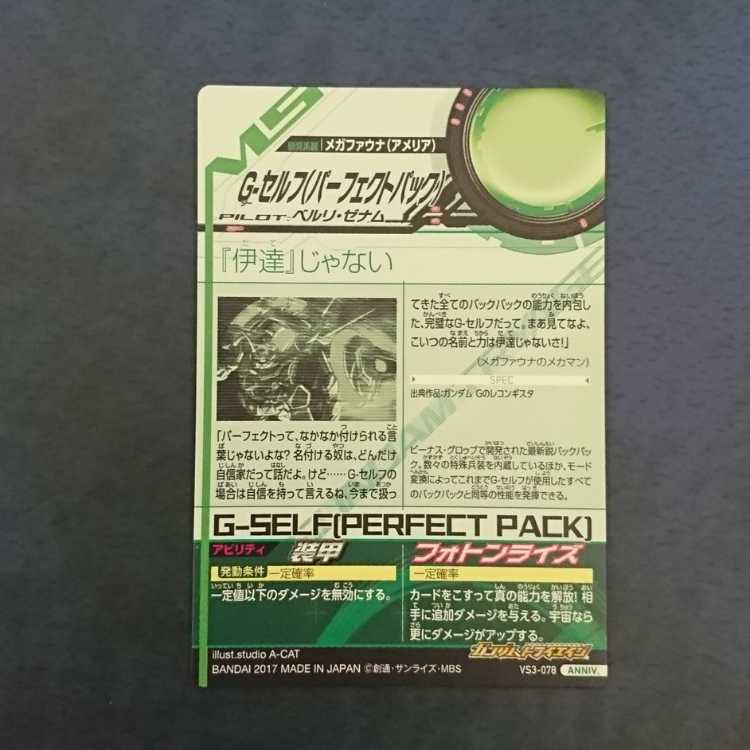 MS
メガファウナ(アメリア)
G-セルフ(パーフェクトパック)
PILOT: ベルリ・ゼナム
『伊達』じゃない
「パーフェクトって、なかなか付けられる言
葉じゃないよな？名付ける奴は、どんだけ
自信家だって話だよ。けど……G-セルフの
場合は自信を持って言えるね、今まで扱っ
てきた全てのバックパックの能力を内包し
た、完璧なG-セルフだって。まあ見てなよ、
こいつの名前と力は伊達じゃないさ！」
(メガファウナのメカマン)
SPEC
出典作品：ガンダム Gのレコンギスタ
ビーナス・グロゥブで開発された最新鋭バックパッ
ク。数々の特殊兵装を内蔵しているほか、モード
変換によってこれまでG-セルフが使用したすべて
のバックパックと同等の性能を発揮できる。
G-SELF(PERFECT PACK)
アビリティ 装甲
発動条件 一定確率
一定値以下のダメージを無効にする。
フォトンライズ
一定確率
カードをこすって真の能力を解放！相
手に追加ダメージを与える。宇宙なら
更にダメージがアップする。
illust.studio A-CAT
BANDAI 2017 MADE IN JAPAN ©創通・サンライズ・MBS
ガンダムトライエイジ
VS3-078 ANNIV.